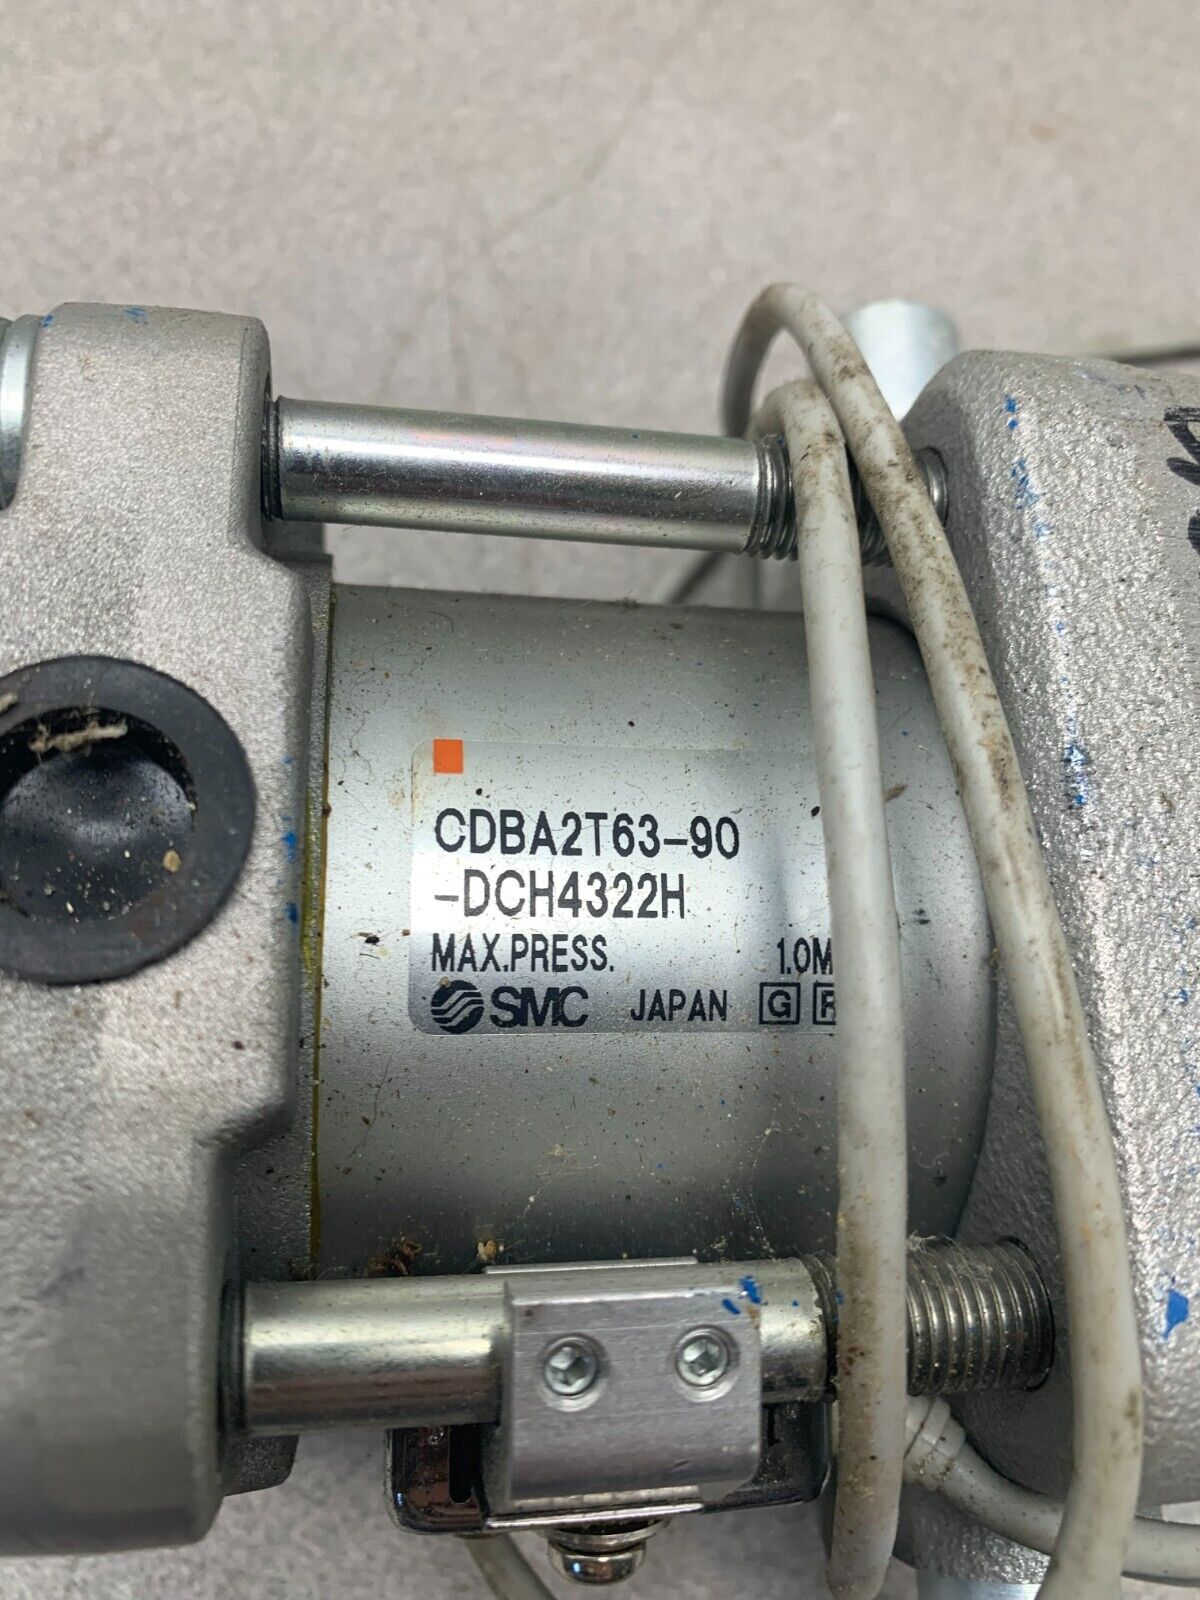 CDBA2T63-90
-DCH4322H
MAX.PRESS. 1.0M
SMC JAPAN G